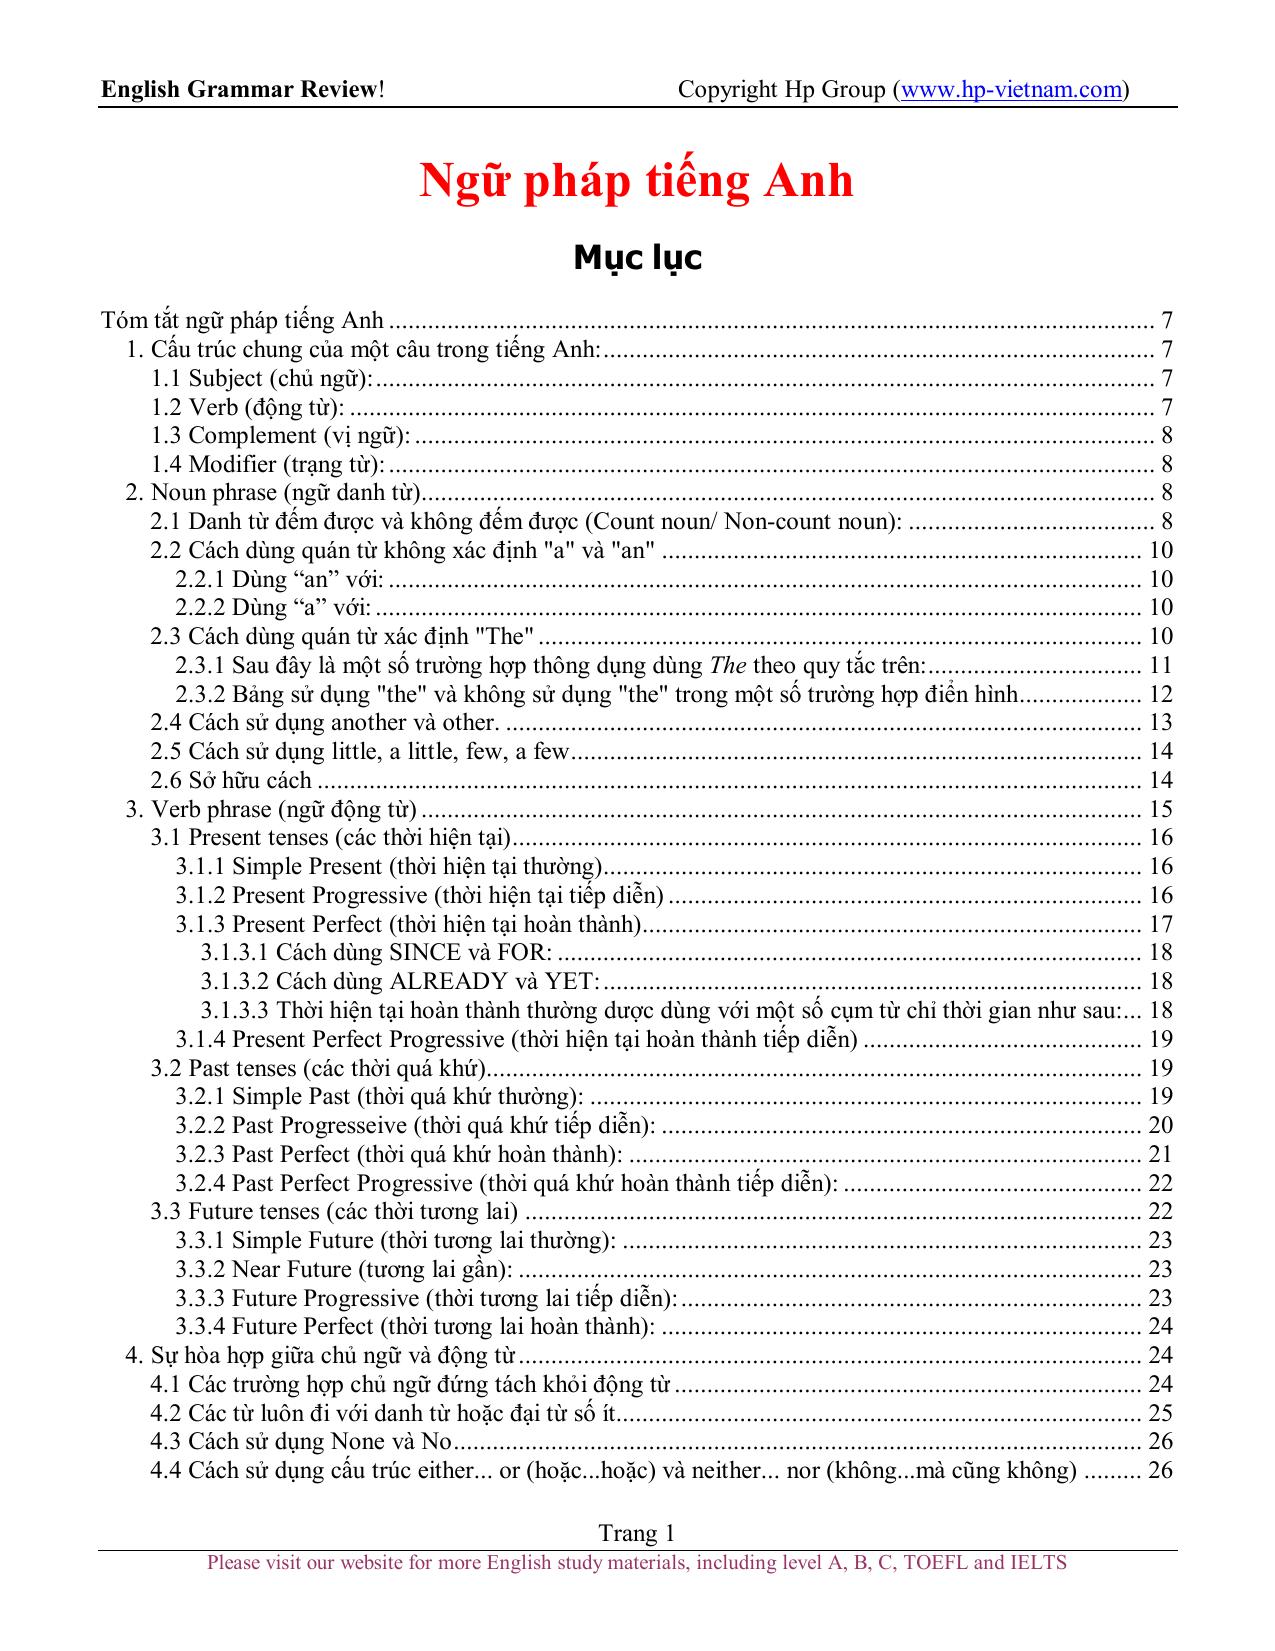 English Grammar Review! Copyright Hp Group (www.hp-vietnam.com)
Ngữ pháp tiếng Anh
Mục lục
Tóm tắt ngữ pháp tiếng Anh ........ 7
1. Cấu trúc chung của một câu trong tiếng Anh: ........ 7
1.1 Subject (chủ ngữ): ........ 7
1.2 Verb (động từ): ........ 7
1.3 Complement (vị ngữ): ........ 8
1.4 Modifier (trạng từ): ........ 8
2. Noun phrase (ngữ danh từ) ........ 8
2.1 Danh từ đếm được và không đếm được (Count noun/ Non-count noun): ........ 8
2.2 Cách dùng quán từ không xác định "a" và "an" ........ 10
2.2.1 Dùng “an” với: ........ 10
2.2.2 Dùng “a” với: ........ 10
2.3 Cách dùng quán từ xác định "The" ........ 10
2.3.1 Sau đây là một số trường hợp thông dụng dùng The theo quy tắc trên: ........ 11
2.3.2 Bảng sử dụng "the" và không sử dụng "the" trong một số trường hợp điển hình ........ 12
2.4 Cách sử dụng another và other. ........ 13
2.5 Cách sử dụng little, a little, few, a few ........ 14
2.6 Sở hữu cách ........ 14
3. Verb phrase (ngữ động từ) ........ 15
3.1 Present tenses (các thời hiện tại) ........ 16
3.1.1 Simple Present (thời hiện tại thường) ........ 16
3.1.2 Present Progressive (thời hiện tại tiếp diễn) ........ 16
3.1.3 Present Perfect (thời hiện tại hoàn thành) ........ 17
3.1.3.1 Cách dùng SINCE và FOR: ........ 18
3.1.3.2 Cách dùng ALREADY và YET: ........ 18
3.1.3.3 Thời hiện tại hoàn thành thường dược dùng với một số cụm từ chỉ thời gian như sau:... 18
3.1.4 Present Perfect Progressive (thời hiện tại hoàn thành tiếp diễn) ........ 19
3.2 Past tenses (các thời quá khứ) ........ 19
3.2.1 Simple Past (thời quá khứ thường): ........ 19
3.2.2 Past Progresseive (thời quá khứ tiếp diễn): ........ 20
3.2.3 Past Perfect (thời quá khứ hoàn thành): ........ 21
3.2.4 Past Perfect Progressive (thời quá khứ hoàn thành tiếp diễn): ........ 22
3.3 Future tenses (các thời tương lai) ........ 22
3.3.1 Simple Future (thời tương lai thường): ........ 23
3.3.2 Near Future (tương lai gần): ........ 23
3.3.3 Future Progressive (thời tương lai tiếp diễn): ........ 23
3.3.4 Future Perfect (thời tương lai hoàn thành): ........ 24
4. Sự hòa hợp giữa chủ ngữ và động từ ........ 24
4.1 Các trường hợp chủ ngữ đứng tách khỏi động từ ........ 24
4.2 Các từ luôn đi với danh từ hoặc đại từ số ít ........ 25
4.3 Cách sử dụng None và No ........ 26
4.4 Cách sử dụng cấu trúc either... or (hoặc...hoặc) và neither... nor (không...mà cũng không) ......... 26
Trang 1
Please visit our website for more English study materials, including level A, B, C, TOEFL and IELTS